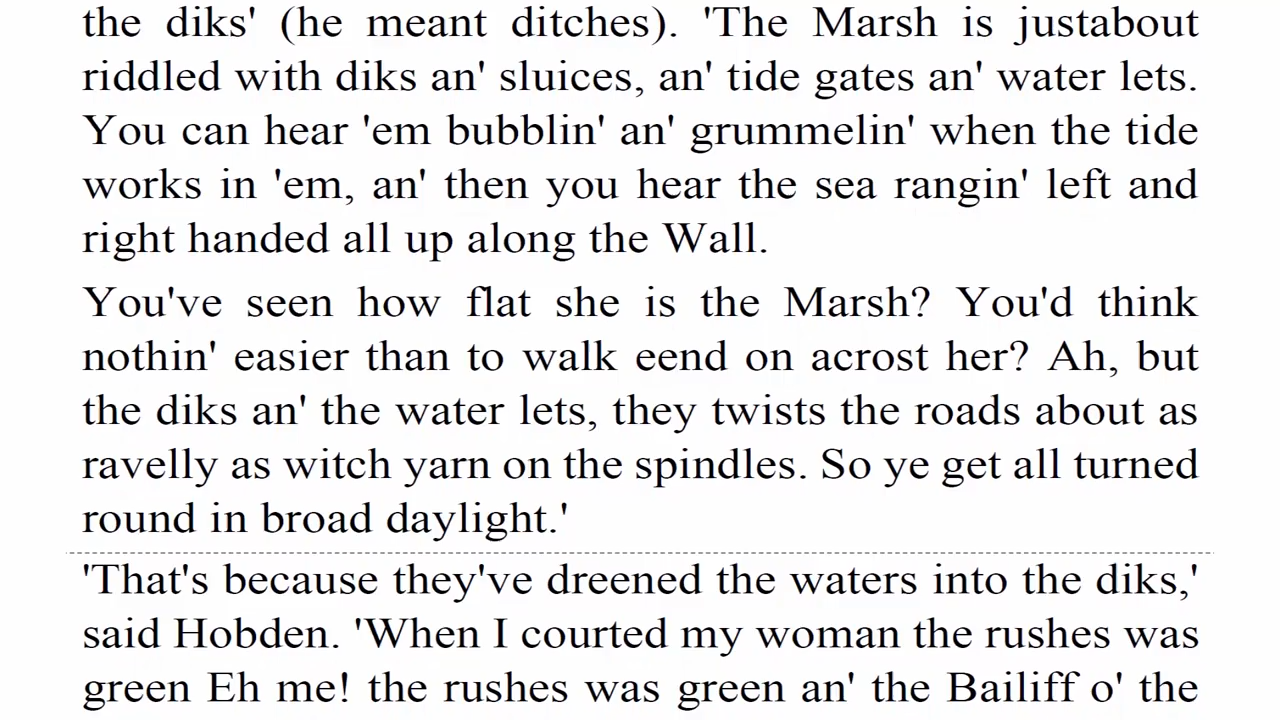 the diks' (he meant ditches). 'The Marsh is justabout
riddled with diks an' sluices, an' tide gates an' water lets.
You can hear 'em bubblin' an' grummelin' when the tide
works in 'em, an' then you hear the sea rangin' left and
right handed all up along the Wall.
You've seen how flat she is the Marsh? You'd think
nothin' easier than to walk eend on acrost her? Ah, but
the diks an' the water lets, they twists the roads about as
ravelly as witch yarn on the spindles. So ye get all turned
round in broad daylight.'
'That's because they've dreened the waters into the diks,'
said Hobden. 'When I courted my woman the rushes was
green Eh me! the rushes was green an' the Bailiff o' the